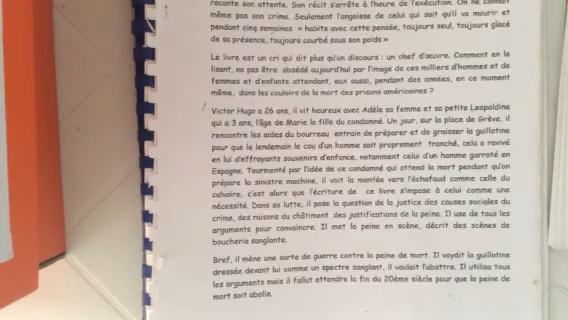 raconte son attente. Son récit s'arrête à l'heure de l'exécution. On ne connaît
même pas son crime. Seulement l'angoisse de celui qui sait qu'il va mourir et
pendant cinq semaines « habite avec cette pensée, toujours seul, toujours glacé
de sa présence, toujours courbé sous son poids »
Le livre est un cri qui dit plus qu'un discours : un chef d'œuvre. Comment en le
lisant, ne pas être obsédé aujourd'hui par l'image de ces milliers d'hommes et de
femmes et d'enfants attendant, eux aussi, pendant des années, en ce moment
même, dans les couloirs de la mort des prisons américaines ?
Victor Hugo a 26 ans, il vit heureux avec Adèle sa femme et sa petite Leopoldine
qui a 3 ans, l'âge de Marie la fille du condamné. Un jour, sur la place de Grève, il
rencontre les aides du bourreau entrain de préparer et de graisser la guillotine
pour que le lendemain le cou d'un homme soit proprement tranché, cela a ravivé
en lui d'effrayants souvenirs d'enfance, notamment celui d'un homme garroté en
Espagne. Tourmenté par l'idée de ce condamné qui attend la mort pendant qu'on
prépare la sinistre machine, il voit la montée vers l'échafaud comme celle du
calvaire, c'est alors que l'écriture de ce livre s'impose à celui comme une
nécessité. Dans sa lutte, il pose la question de la justice des causes sociales du
crime, des raisons du châtiment des justifications de la peine. Il use de tous les
arguments pour convaincre. Il met la peine en scène, décrit des scènes de
boucherie sanglante.
Bref, il mène une sorte de guerre contre la peine de mort. Il voyait la guillotine
dressée devant lui comme un spectre sanglant, il voulait l'abattre. Il utilisa tous
les arguments mais il fallut attendre la fin du 20ème siècle pour que la peine de
mort soit abolie.